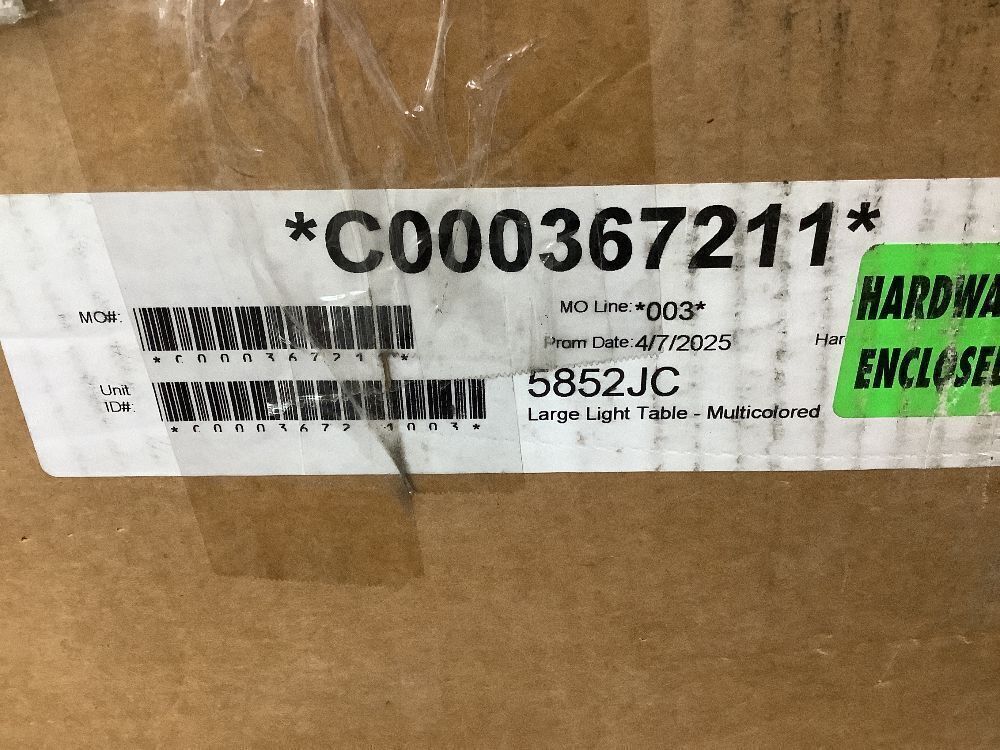 *C000367211*
MO#:
*C000367211*
MO Line: *003*
Prom Date: 4/7/2025
Unit
ID#:
5852JC
Large Light Table - Multicolored
HARDWA
ENCLOSE